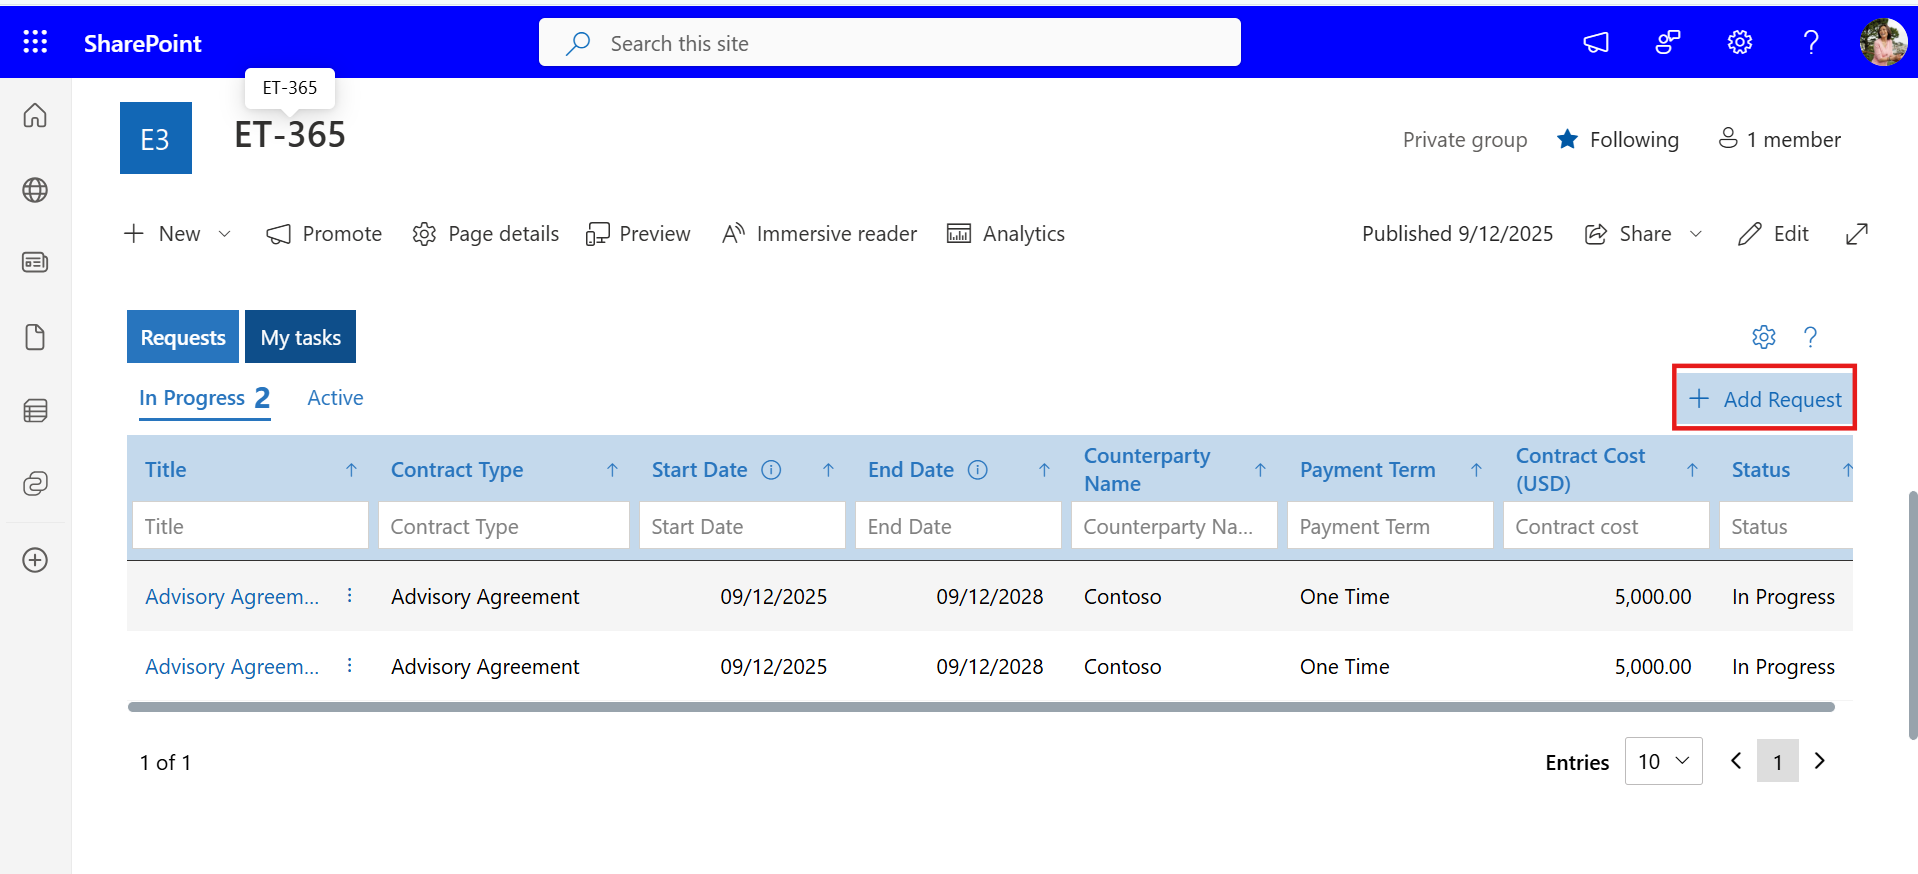 SharePoint
Search this site
ET-365
E3
ET-365
Private group
Following
1 member
New
Promote
Page details
Preview
Immersive reader
Analytics
Published 9/12/2025
Share
Edit
Requests
My tasks
In Progress 2
Active
Add Request
Title
Contract Type
Start Date
End Date
Counterparty
Name
Payment Term
Contract Cost
(USD)
Status
Title
Contract Type
Start Date
End Date
Counterparty Na...
Payment Term
Contract cost
Status
Advisory Agreem... Advisory Agreement 09/12/2025 09/12/2028 Contoso One Time 5,000.00 In Progress
Advisory Agreem... Advisory Agreement 09/12/2025 09/12/2028 Contoso One Time 5,000.00 In Progress
1 of 1
Entries 10 1